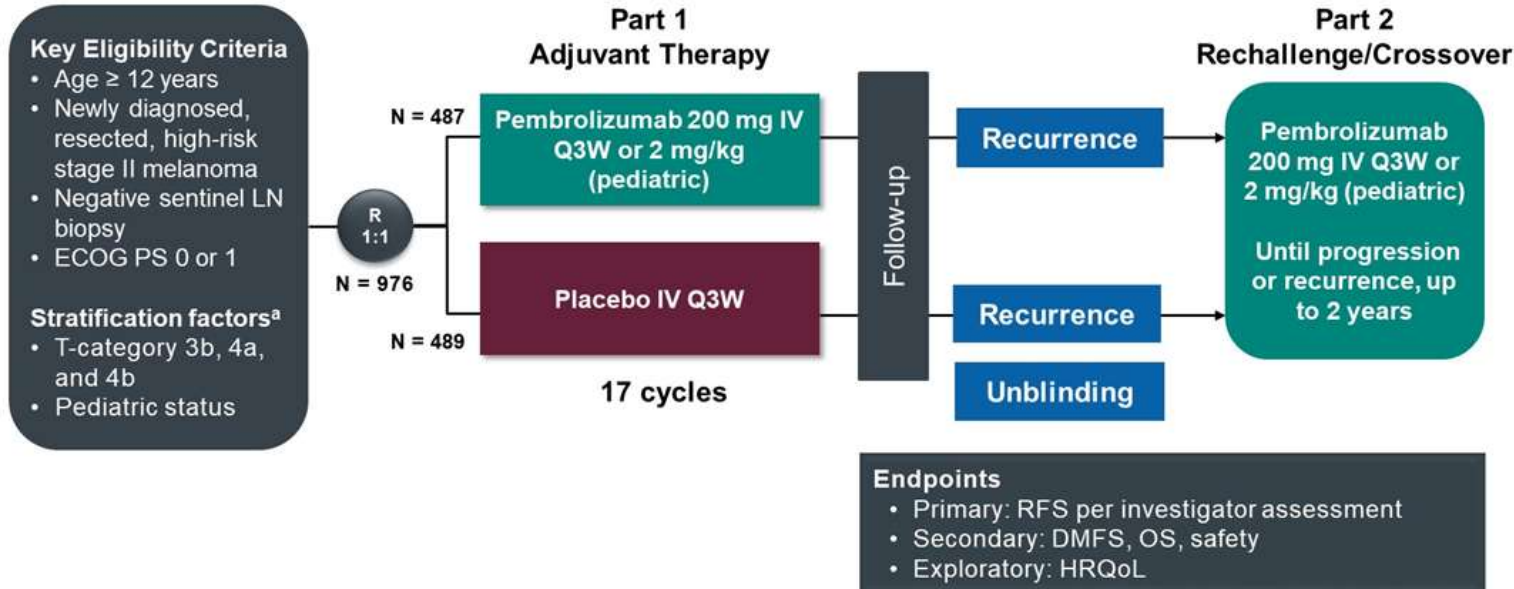 Key Eligibility Criteria
• Age ≥ 12 years
• Newly diagnosed,
resected, high-risk
stage II melanoma
• Negative sentinel LN
biopsy
• ECOG PS 0 or 1
Stratification factorsᵃ
• T-category 3b, 4a,
and 4b
• Pediatric status
R
1:1
N = 976
Part 1
Adjuvant Therapy
N = 487
Pembrolizumab 200 mg IV
Q3W or 2 mg/kg
(pediatric)
Placebo IV Q3W
N = 489
17 cycles
Follow-up
Recurrence
Recurrence
Unblinding
Part 2
Rechallenge/Crossover
Pembrolizumab
200 mg IV Q3W or
2 mg/kg (pediatric)
Until progression
or recurrence, up
to 2 years
Endpoints
• Primary: RFS per investigator assessment
• Secondary: DMFS, OS, safety
• Exploratory: HRQoL